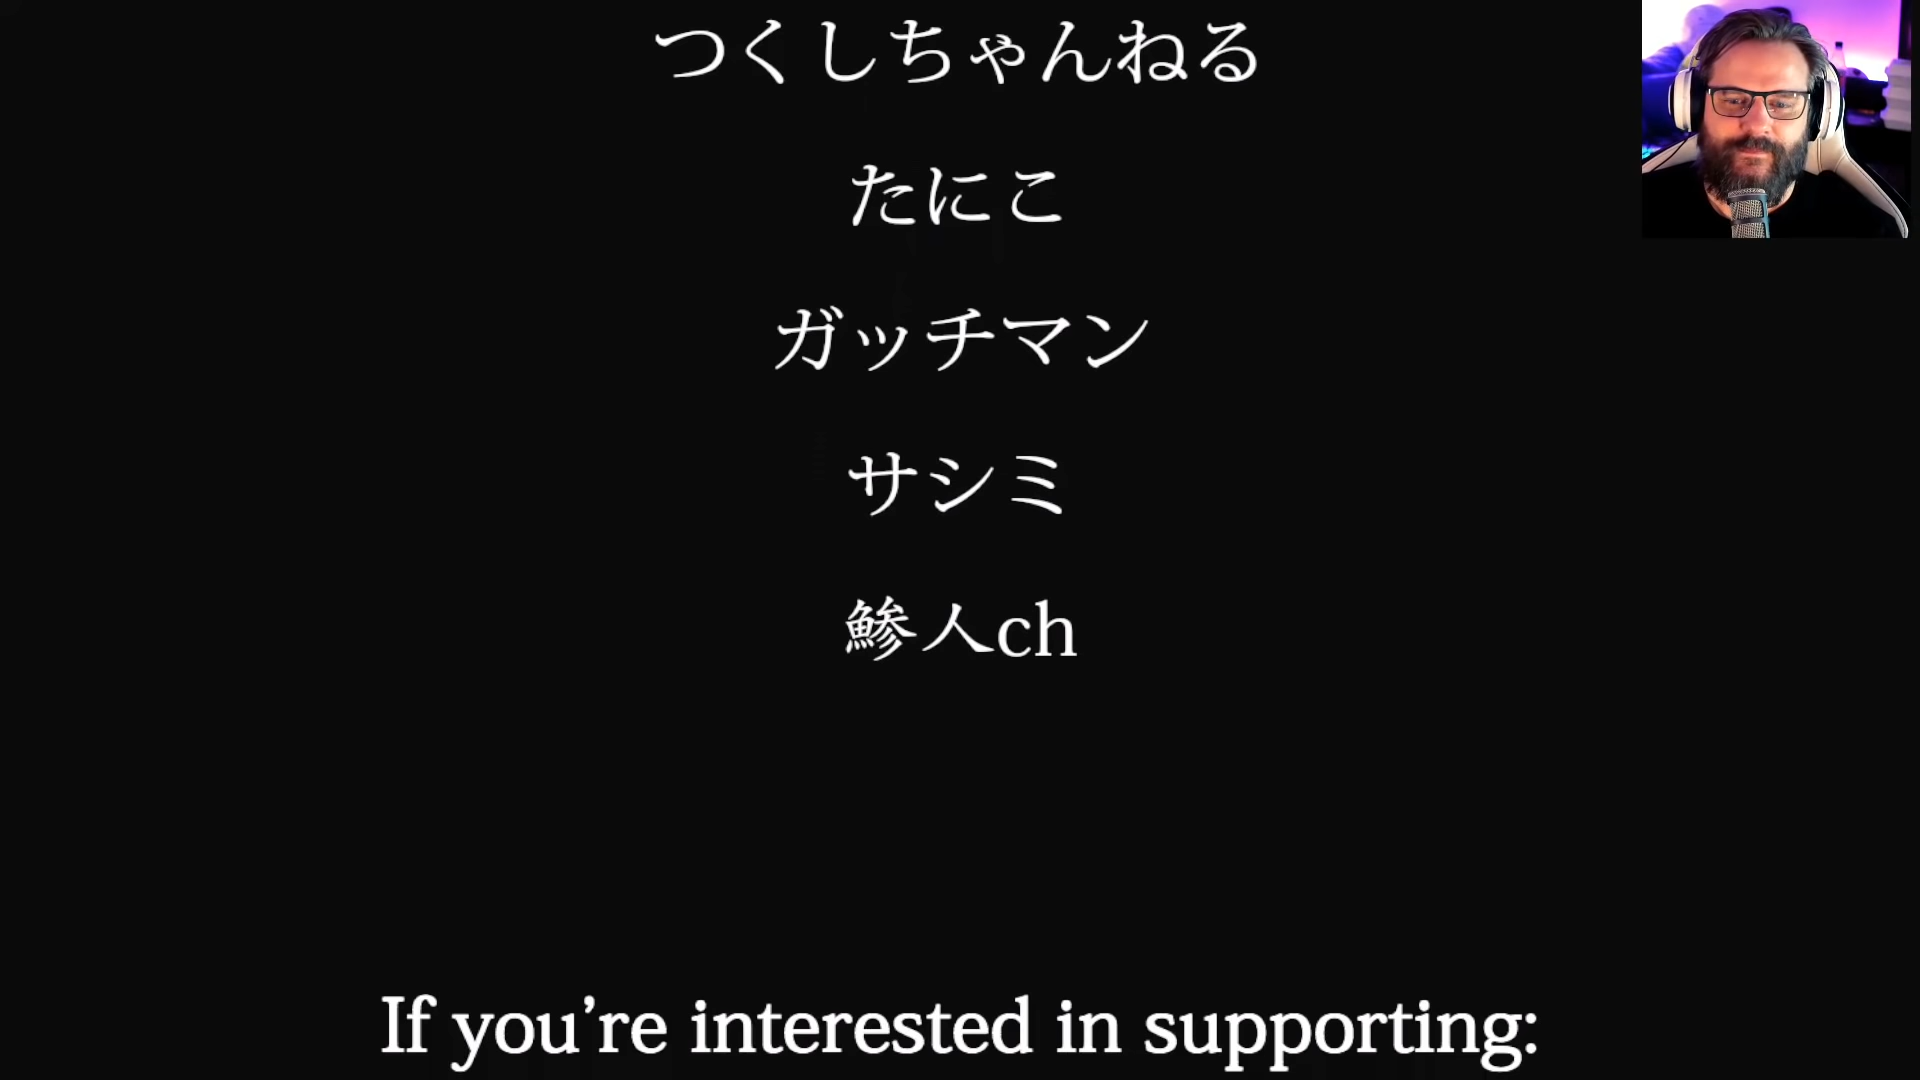 つくしちゃんねる
たにこ
ガッチマン
サシミ
鯵人ch
If you’re interested in supporting: